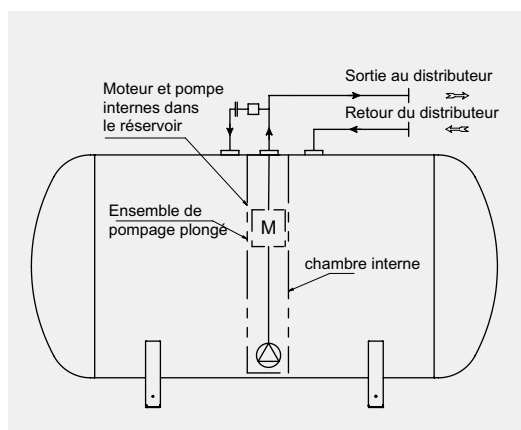 Sortie au distributeur
Moteur et pompe
internes dans
le réservoir
Retour du distributeur
Ensemble de
pompage plongé
M
chambre interne